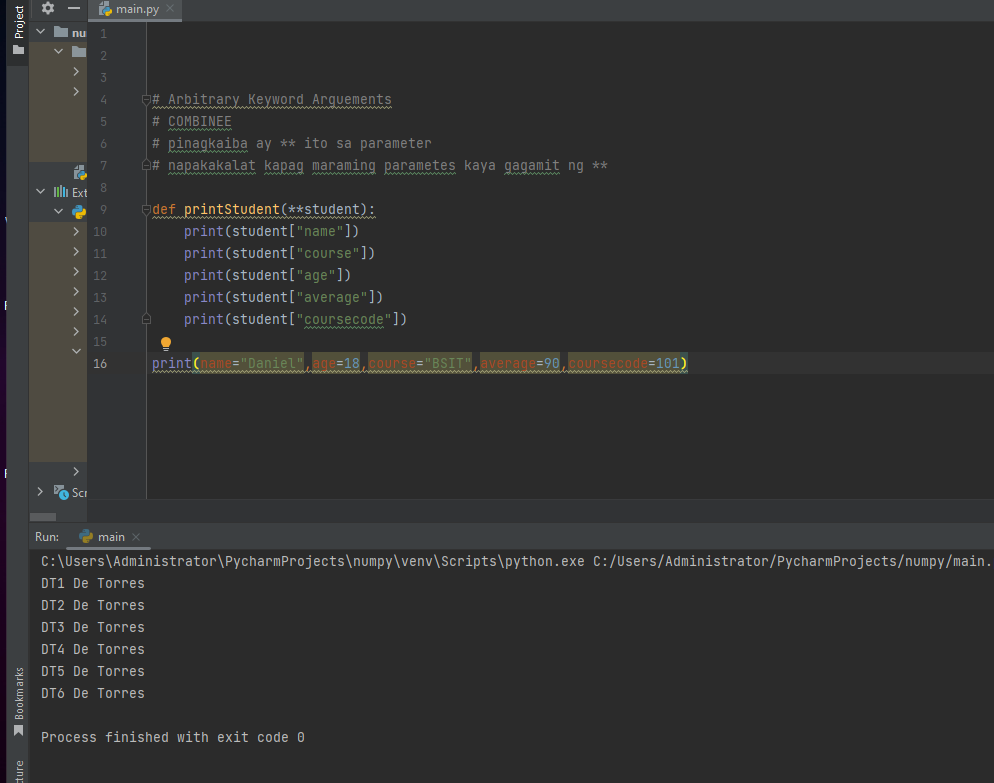 Project
main.py
nu
1
2
3
4 # Arbitrary Keyword Arguements
5 # COMBINEE
6 # pinagkaiba ay ** ito sa parameter
7 # napakakalat kapag maraming parametes kaya gagamit ng **
8
9 def printStudent(**student):
10 print(student["name"])
11 print(student["course"])
12 print(student["age"])
13 print(student["average"])
14 print(student["coursecode"])
15
16 print(name="Daniel",age=18,course="BSIT",average=90,coursecode=101)
Ext
Scr
Run: main
C:\Users\Administrator\PycharmProjects\numpy\venv\Scripts\python.exe C:/Users/Administrator/PycharmProjects/numpy/main.
DT1 De Torres
DT2 De Torres
DT3 De Torres
DT4 De Torres
DT5 De Torres
DT6 De Torres
Process finished with exit code 0
Bookmarks
cture